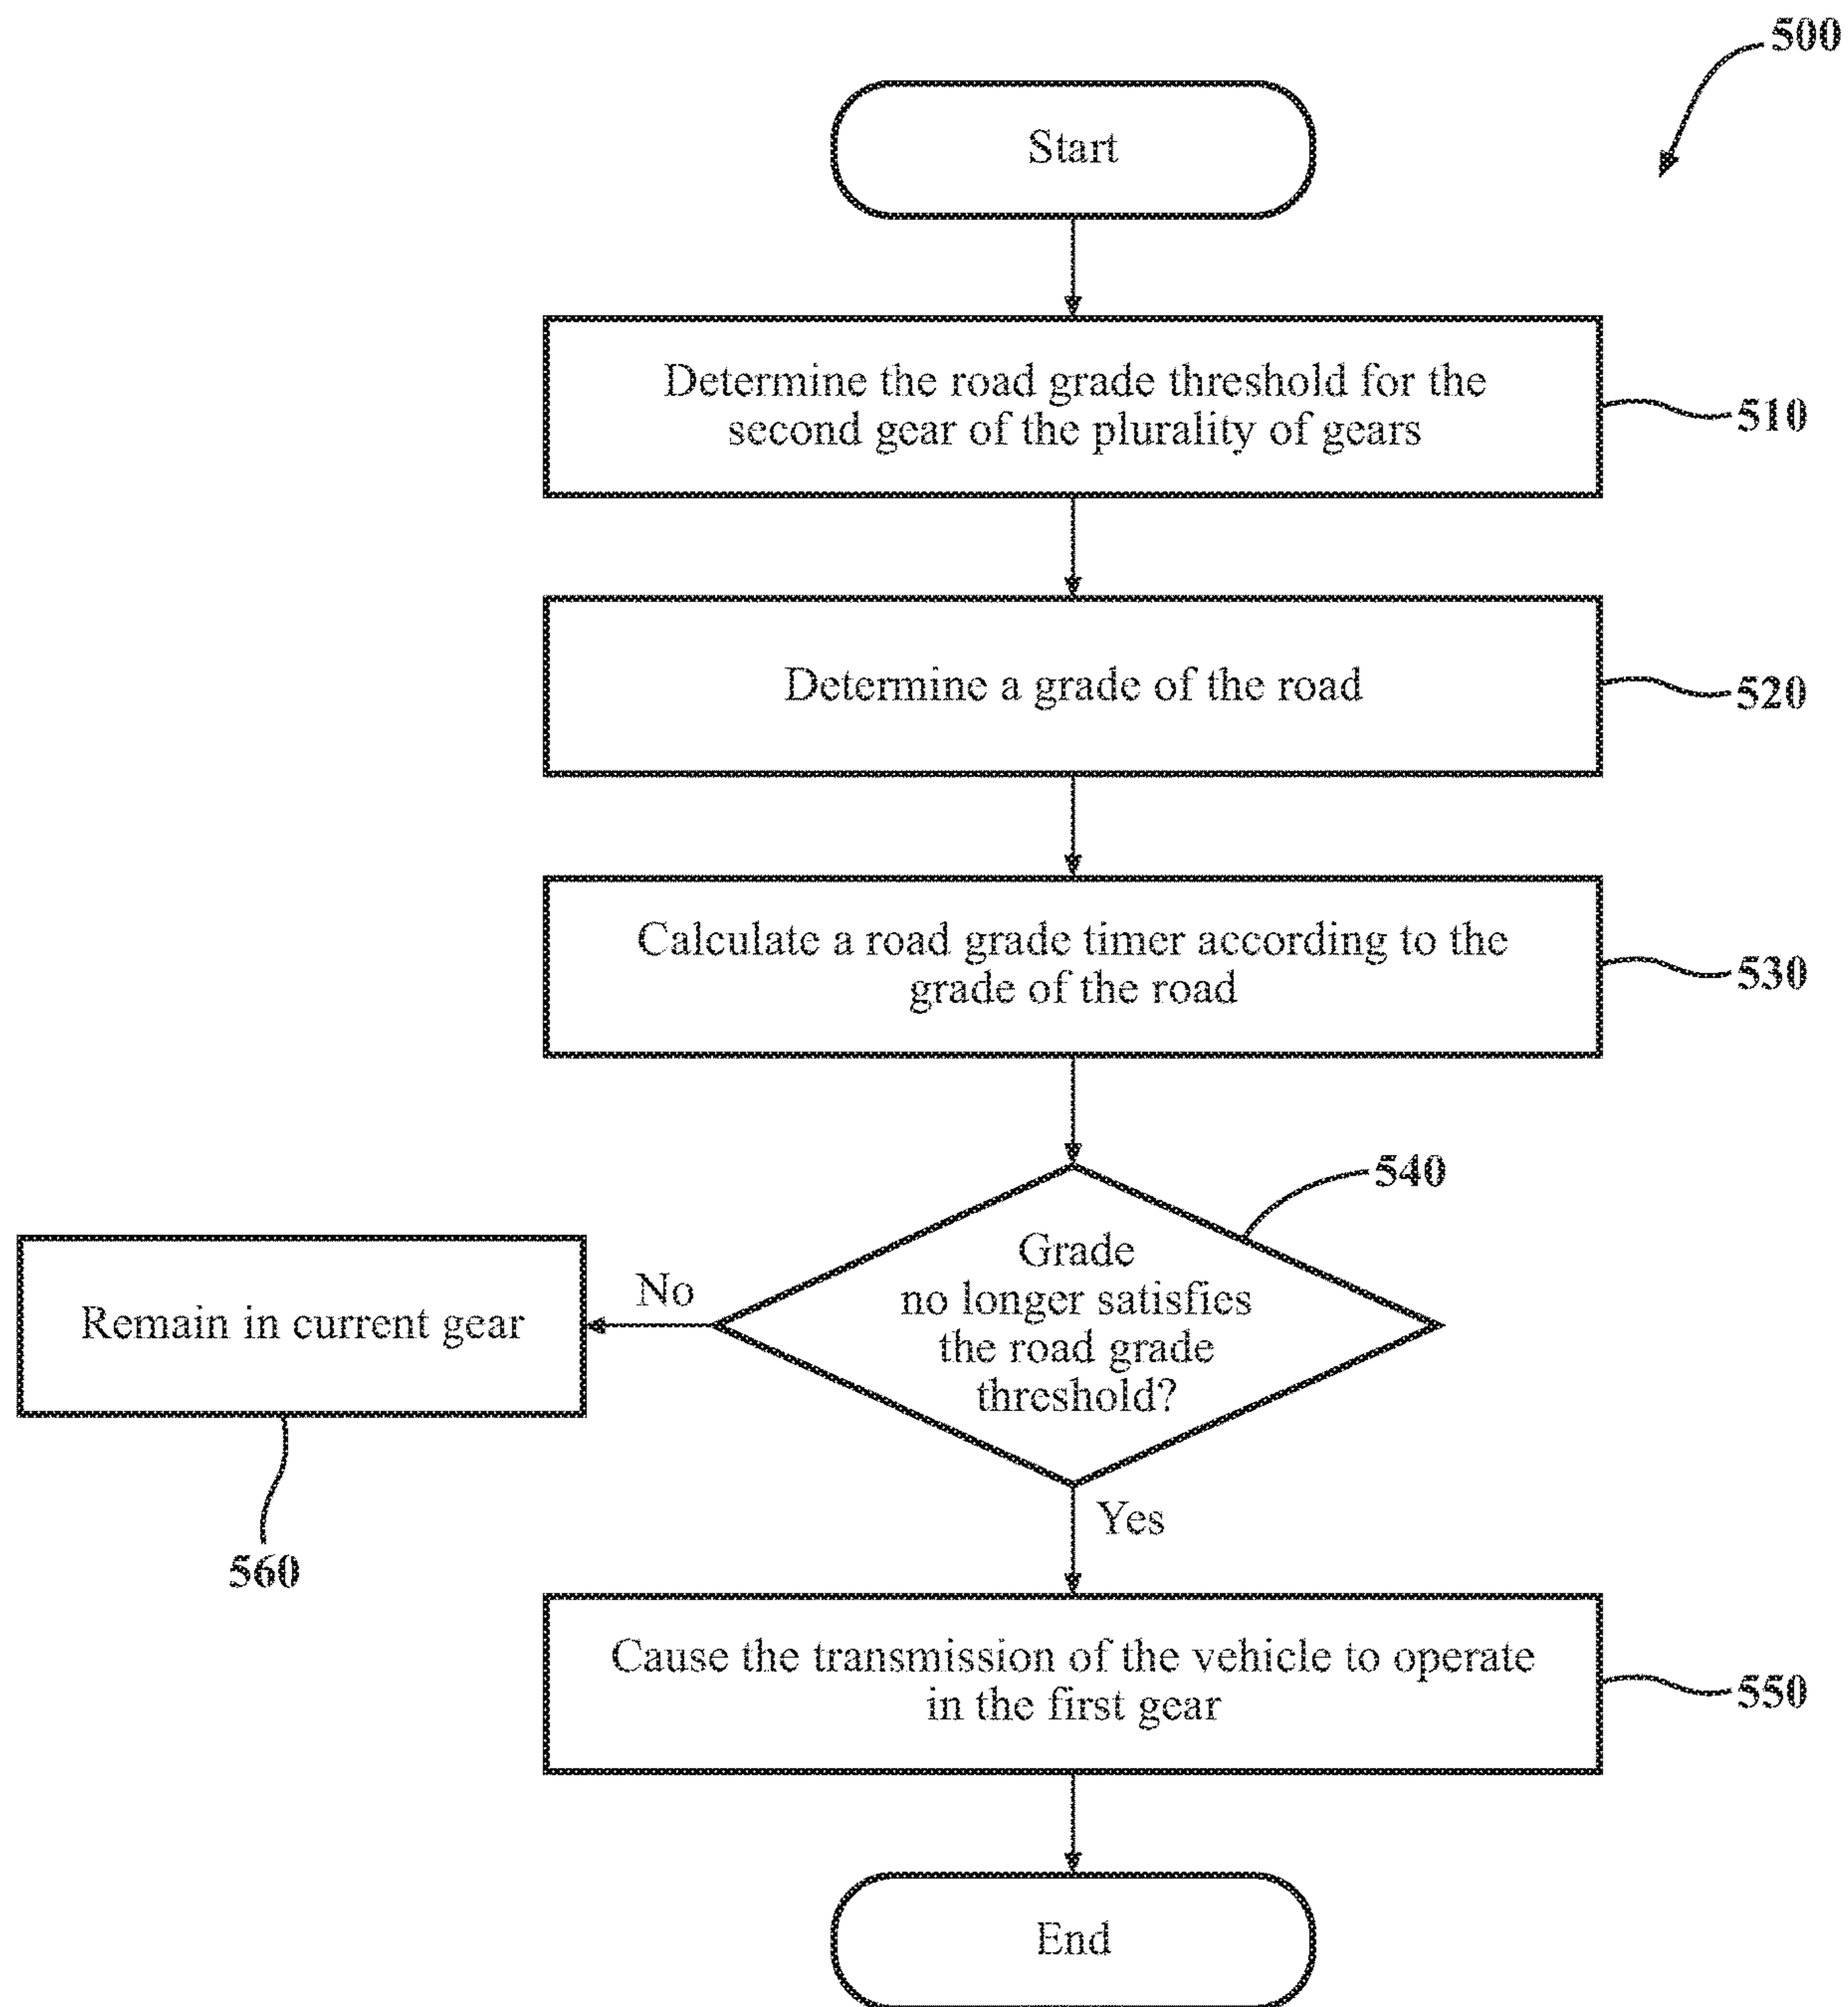 500
Start
Determine the road grade threshold for the
second gear of the plurality of gears
510
Determine a grade of the road
520
Calculate a road grade timer according to the
grade of the road
530
540
Grade
no longer satisfies
the road grade
threshold?
No
Remain in current gear
560
Yes
Cause the transmission of the vehicle to operate
in the first gear
550
End